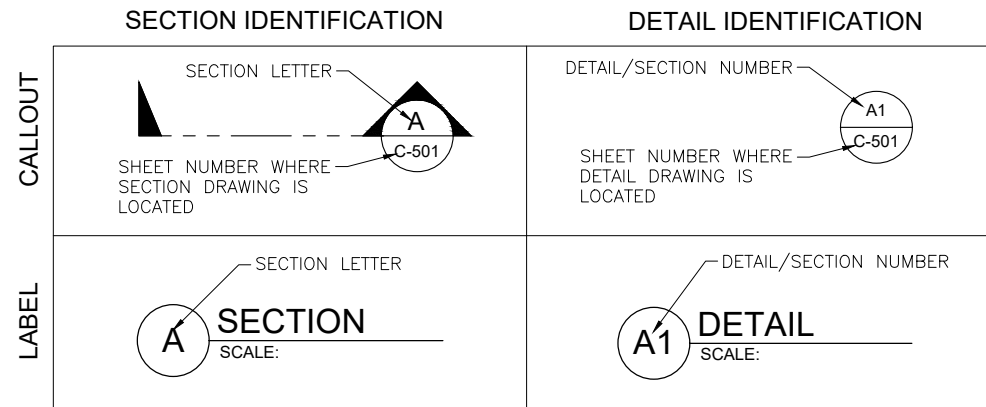 SECTION IDENTIFICATION
DETAIL IDENTIFICATION
CALLOUT
SECTION LETTER
A
C-501
SHEET NUMBER WHERE
SECTION DRAWING IS
LOCATED
DETAIL/SECTION NUMBER
A1
C-501
SHEET NUMBER WHERE
DETAIL DRAWING IS
LOCATED
LABEL
SECTION LETTER
A
SECTION
SCALE:
DETAIL/SECTION NUMBER
A1
DETAIL
SCALE: